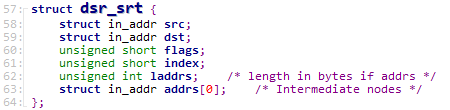 57: struct dsr_srt {
58:     struct in_addr src;
59:     struct in_addr dst;
60:     unsigned short flags;
61:     unsigned short index;
62:     unsigned int laddrs;    /* length in bytes if addrs */
63:     struct in_addr addrs[0];    /* Intermediate nodes */
64: };